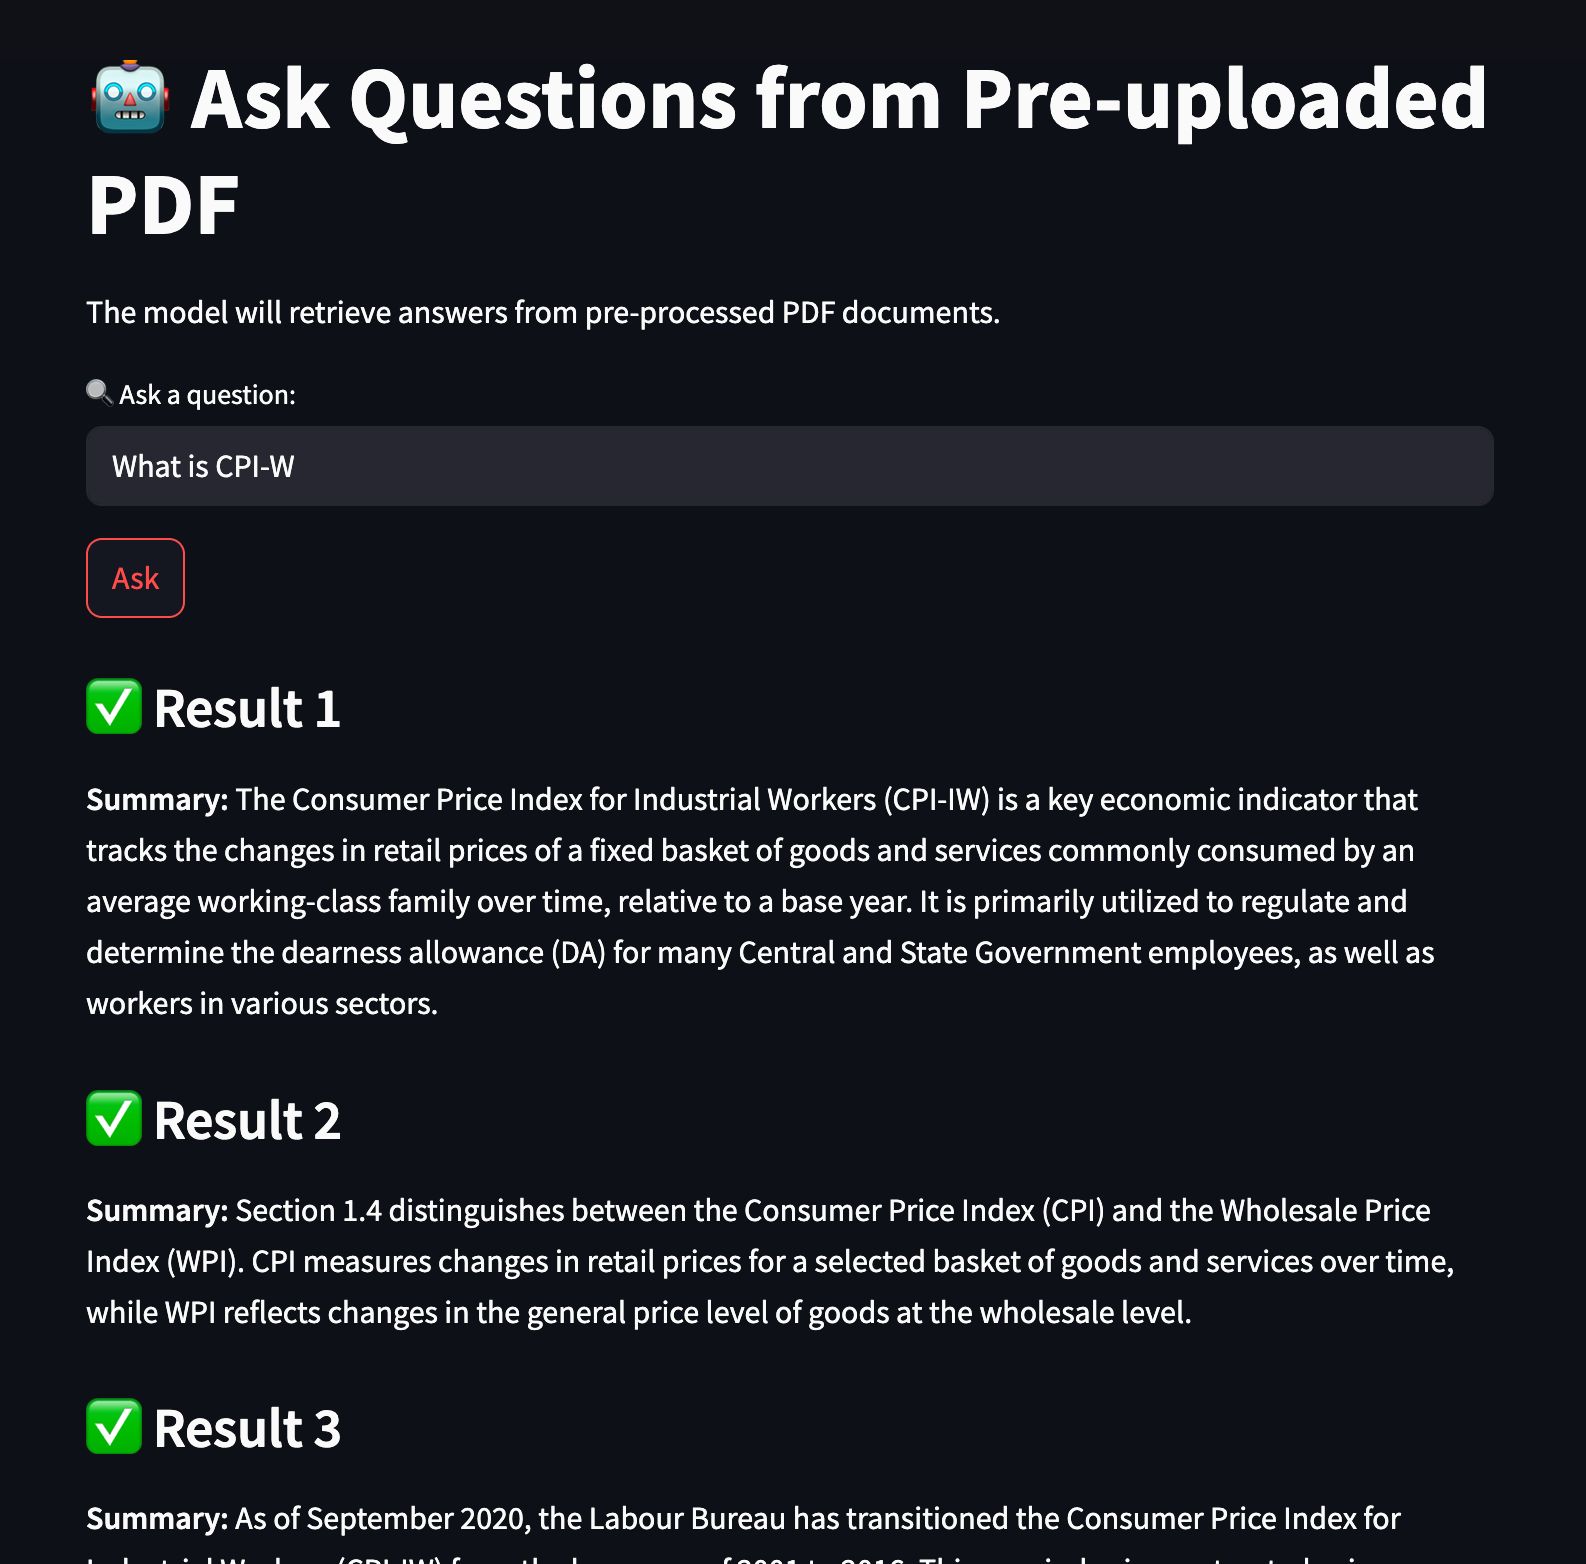 🤖 Ask Questions from Pre-uploaded
PDF
The model will retrieve answers from pre-processed PDF documents.
🔍 Ask a question:
What is CPI-W
Ask
✅ Result 1
Summary: The Consumer Price Index for Industrial Workers (CPI-IW) is a key economic indicator that
tracks the changes in retail prices of a fixed basket of goods and services commonly consumed by an
average working-class family over time, relative to a base year. It is primarily utilized to regulate and
determine the dearness allowance (DA) for many Central and State Government employees, as well as
workers in various sectors.
✅ Result 2
Summary: Section 1.4 distinguishes between the Consumer Price Index (CPI) and the Wholesale Price
Index (WPI). CPI measures changes in retail prices for a selected basket of goods and services over time,
while WPI reflects changes in the general price level of goods at the wholesale level.
✅ Result 3
Summary: As of September 2020, the Labour Bureau has transitioned the Consumer Price Index for